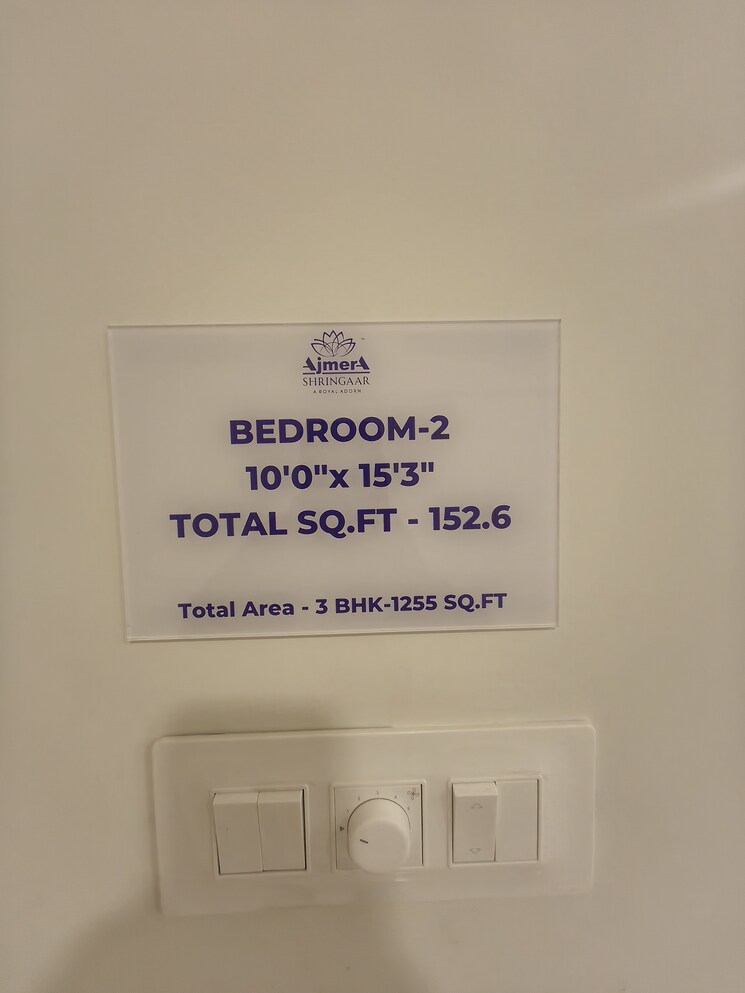 AjmerA
SHRINGAAR
A ROYAL ADORN
BEDROOM-2
10'0"x 15'3"
TOTAL SQ.FT - 152.6
Total Area - 3 BHK-1255 SQ.FT